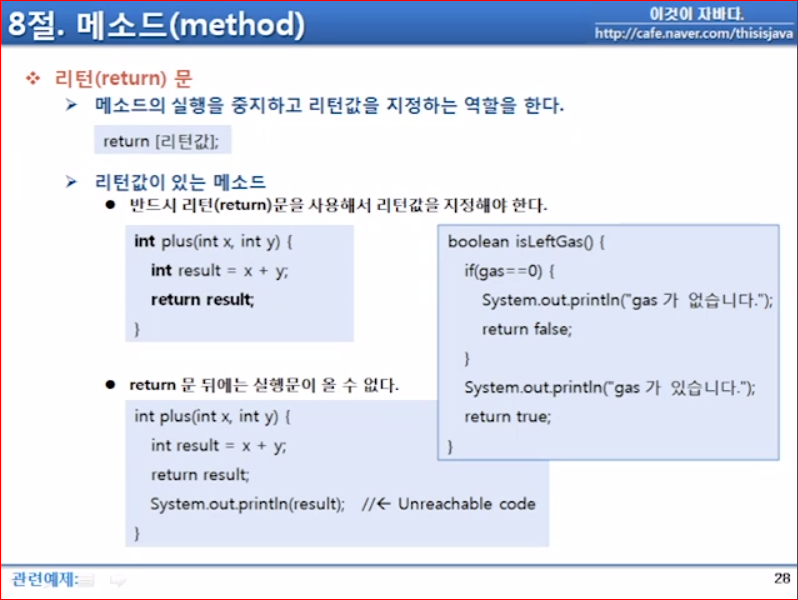 8절. 메소드(method)
이것이 자바다.
http://cafe.naver.com/thisisjava
❖ 리턴(return) 문
➤ 메소드의 실행을 중지하고 리턴값을 지정하는 역할을 한다.
return [리턴값];
➤ 리턴값이 있는 메소드
● 반드시 리턴(return)문을 사용해서 리턴값을 지정해야 한다.
int plus(int x, int y) {
int result = x + y;
return result;
}
boolean isLeftGas() {
if(gas==0) {
System.out.println("gas 가 없습니다.");
return false;
}
System.out.println("gas 가 있습니다.");
return true;
}
● return 문 뒤에는 실행문이 올 수 없다.
int plus(int x, int y) {
int result = x + y;
return result;
System.out.println(result); //← Unreachable code
}
관련예제:
28